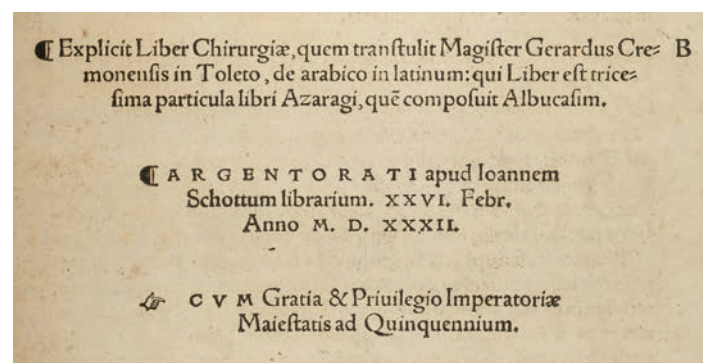 ¶ Explicit Liber Chirurgiæ, quem tranſtulit Magiſter Gerardus Cre⸗ B
monenſis in Toleto, de arabico in latinum: qui Liber eſt trice⸗
ſima particula libri Azaragi, quē compoſuit Albucaſim.
¶ ARGENTORATI apud Ioannem
Schottum librarium. XXVI. Febr.
Anno M. D. XXXII.
☞ CVM Gratia & Priuilegio Imperatoriæ
Maieſtatis ad Quinquennium.